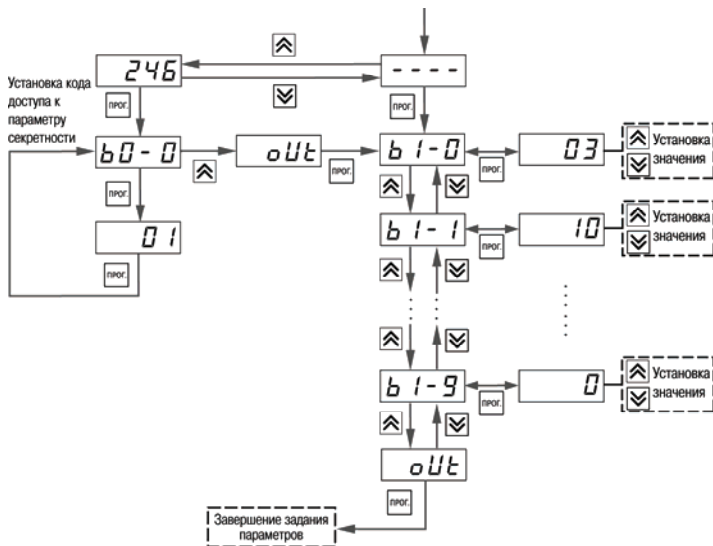 246
- - - -
Установка кода
доступа к
параметру
секретности
ПРОГ.
ПРОГ.
b0-0
oUt
b1-0
03
Установка
значения
ПРОГ.
ПРОГ.
ПРОГ.
01
b1-1
10
Установка
значения
ПРОГ.
ПРОГ.
b1-9
0
Установка
значения
ПРОГ.
oUt
ПРОГ.
Завершение задания
параметров